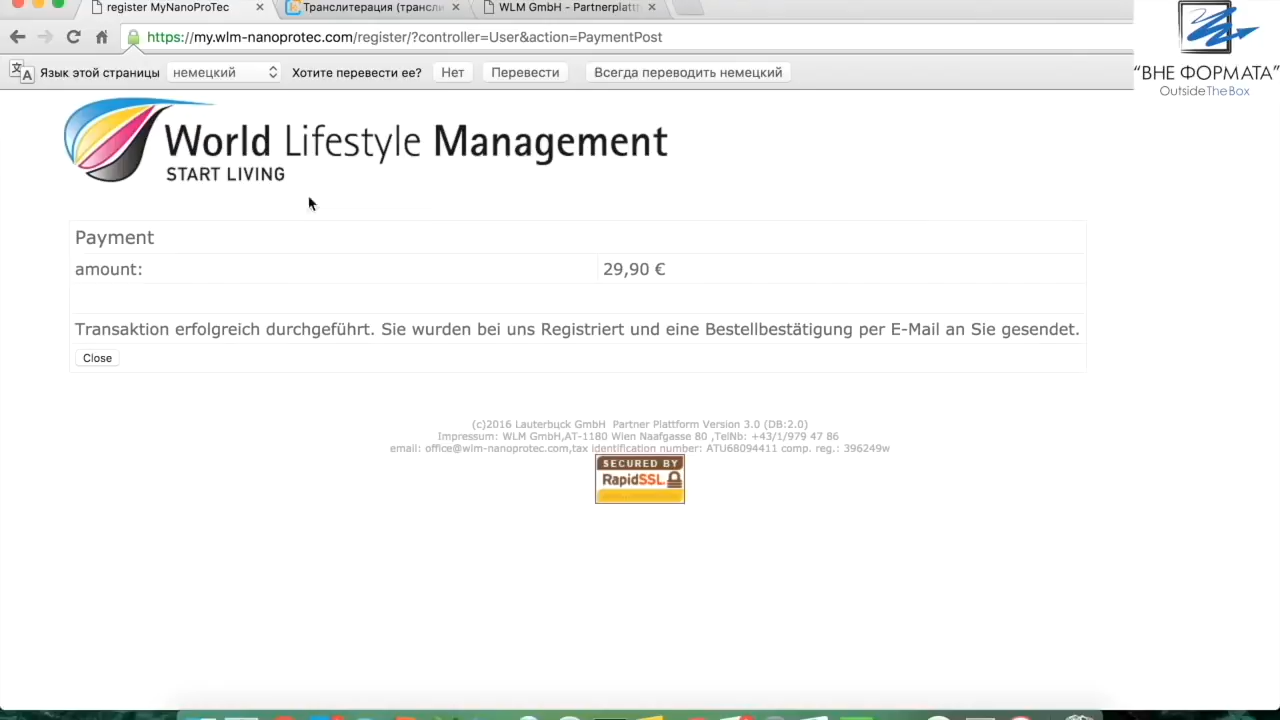 register MyNanoProTec
Транслитерация (трансли
WLM GmbH - Partnerplattf
https://my.wlm-nanoprotec.com/register/?controller=User&action=PaymentPost
Язык этой страницы немецкий Хотите перевести ее? Нет Перевести Всегда переводить немецкий
"ВНЕ ФОРМАТА"
OutsideTheBox
World Lifestyle Management
START LIVING
Payment
amount: 29,90 €
Transaktion erfolgreich durchgeführt. Sie wurden bei uns Registriert und eine Bestellbestätigung per E-Mail an Sie gesendet.
Close
(c)2016 Lauterbцck GmbH Partner Plattform Version 3.0 (DB:2.0)
Impressum: WLM GmbH,AT-1180 Wien Naafgasse 80 ,TelNb: +43/1/979 47 86
email: office@wlm-nanoprotec.com,tax identification number: ATU68094411 comp. reg.: 396249w
SECURED BY
RapidSSL